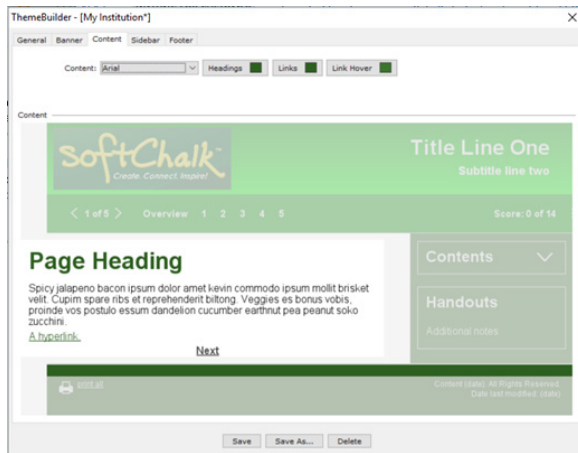 ThemeBuilder - [My Institution*]
General Banner Content Sidebar Footer
Content: Arial Headings Links Link Hover
Content
SoftChalk
Create. Connect. Inspire!
Title Line One
Subtitle line two
< 1 of 5 > Overview 1 2 3 4 5 Score: 0 of 14
Page Heading
Spicy jalapeno bacon ipsum dolor amet kevin commodo ipsum mollit brisket
velit. Cupim spare ribs et reprehenderit biltong. Veggies es bonus vobis,
proinde vos postulo essum dandelion cucumber earthnut pea peanut soko
zucchini.
A hyperlink.
Next
Contents
Handouts
Additional notes
print all
Content (date). All Rights Reserved.
Date last modified: (date)
Save Save As... Delete